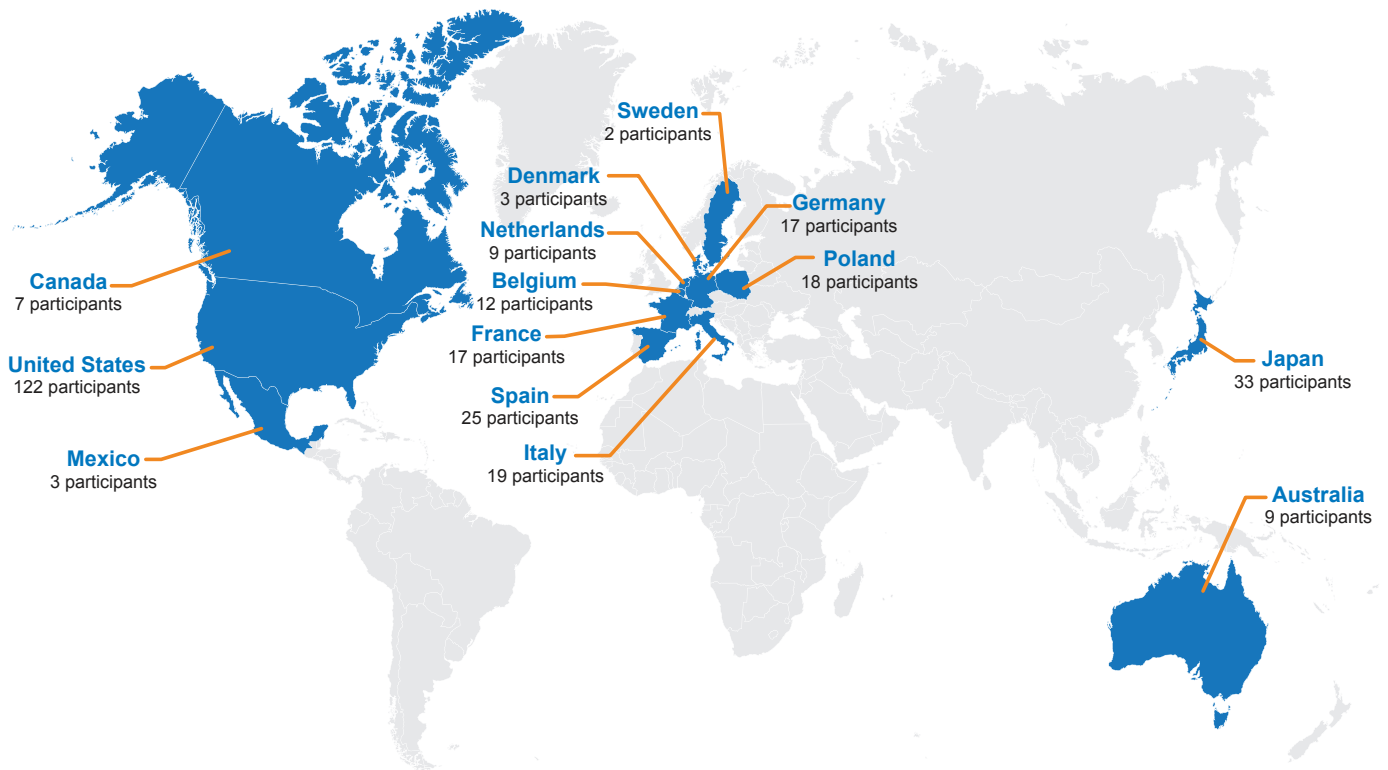 Sweden
2 participants
Denmark
3 participants
Germany
17 participants
Netherlands
9 participants
Poland
18 participants
Canada
7 participants
Belgium
12 participants
France
17 participants
United States
122 participants
Japan
33 participants
Spain
25 participants
Mexico
3 participants
Italy
19 participants
Australia
9 participants